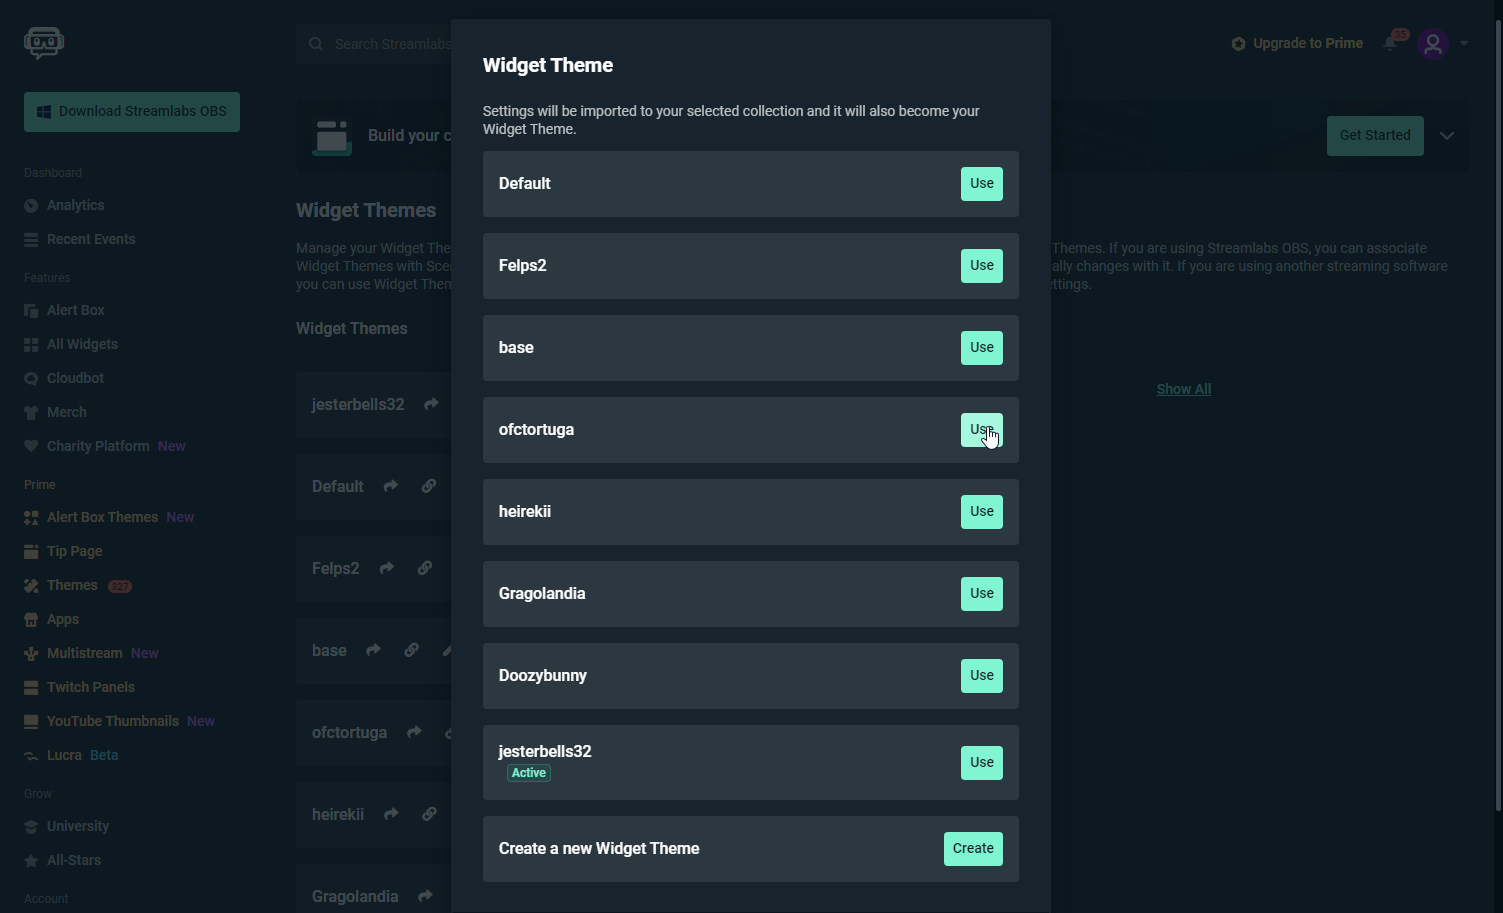 Search Streamlabs
Upgrade to Prime
35
Download Streamlabs OBS
Dashboard
Analytics
Recent Events
Features
Alert Box
All Widgets
Cloudbot
Merch
Charity Platform New
Prime
Alert Box Themes New
Tip Page
Themes 327
Apps
Multistream New
Twitch Panels
YouTube Thumbnails New
Lucra Beta
Grow
University
All-Stars
Account
Build your c
Get Started
Widget Themes
Manage your Widget The
Themes. If you are using Streamlabs OBS, you can associate
Widget Themes with Sce
ally changes with it. If you are using another streaming software
you can use Widget Then
ttings.
Widget Themes
Show All
jesterbells32
Default
Felps2
base
ofctortuga
heirekii
Gragolandia
Widget Theme
Settings will be imported to your selected collection and it will also become your
Widget Theme.
Default Use
Felps2 Use
base Use
ofctortuga Use
heirekii Use
Gragolandia Use
Doozybunny Use
jesterbells32
Active
Use
Create a new Widget Theme Create